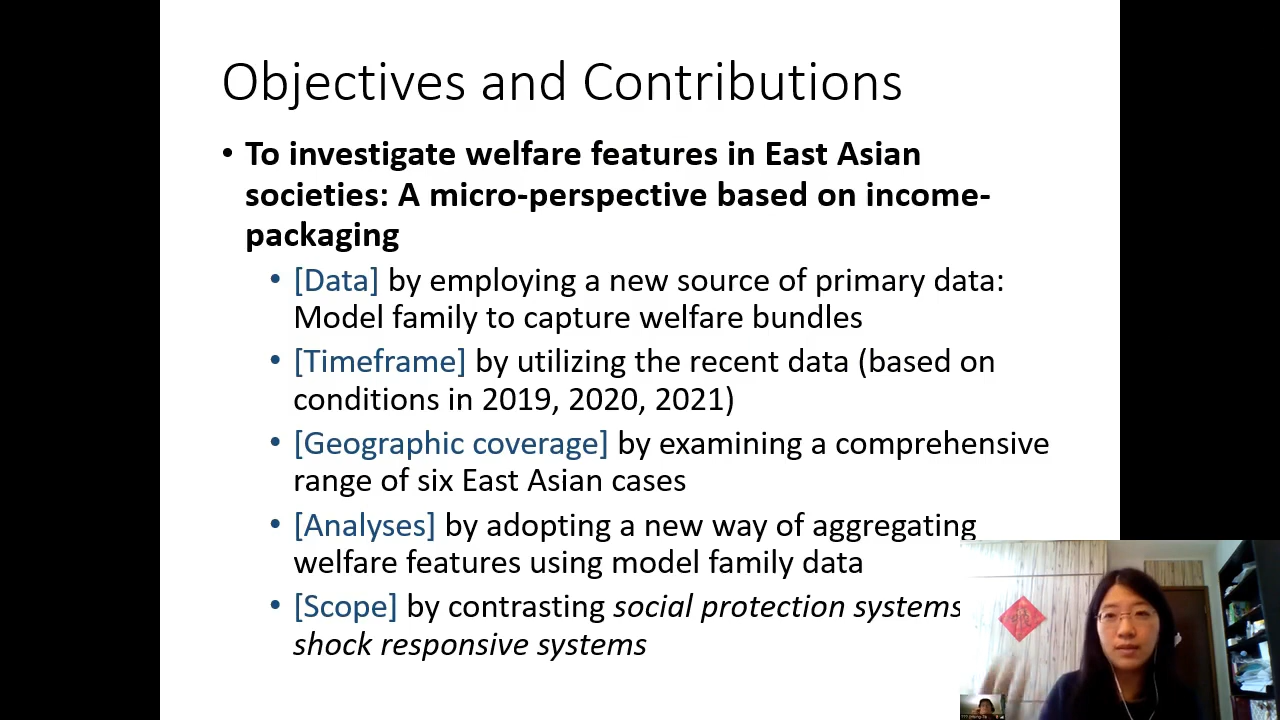 Objectives and Contributions
• To investigate welfare features in East Asian
societies: A micro-perspective based on income-
packaging
• [Data] by employing a new source of primary data:
Model family to capture welfare bundles
• [Timeframe] by utilizing the recent data (based on
conditions in 2019, 2020, 2021)
• [Geographic coverage] by examining a comprehensive
range of six East Asian cases
• [Analyses] by adopting a new way of aggregating
welfare features using model family data
• [Scope] by contrasting social protection systems
shock responsive systems